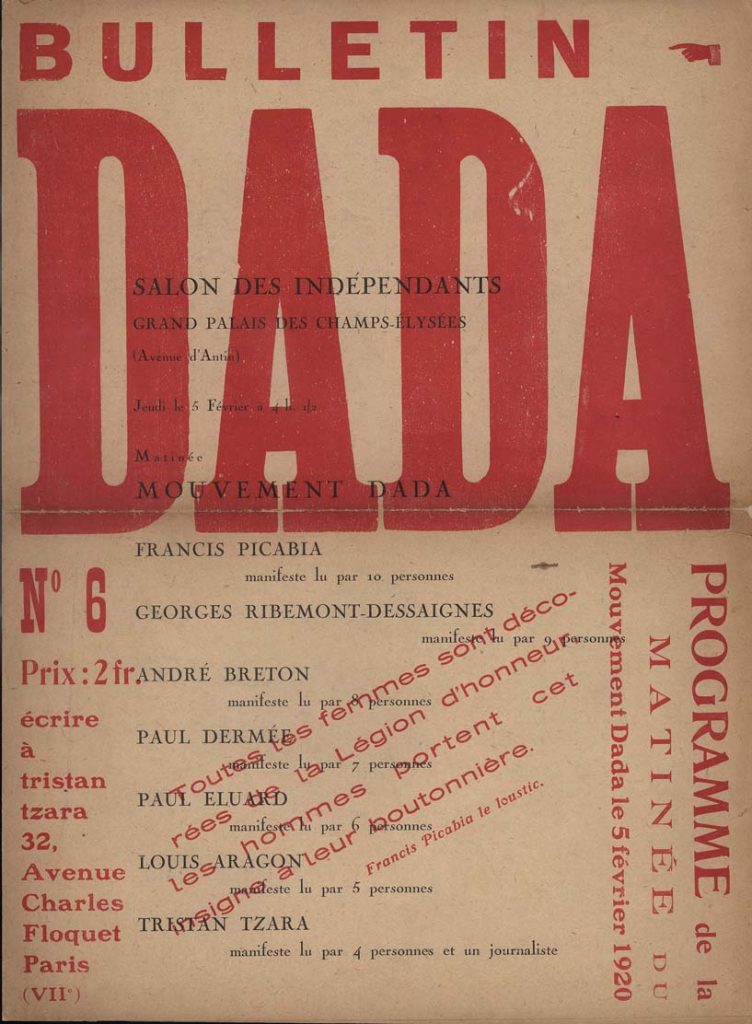 BULLETIN
DADA
SALON DES INDÉPENDANTS
GRAND PALAIS DES CHAMPS-ÉLYSÉES
(Avenue d'Antin)
Jeudi le 5 Février à 4 h. 1/2
Matinée
MOUVEMENT DADA
FRANCIS PICABIA
manifeste lu par 10 personnes
GEORGES RIBEMONT-DESSAIGNES
manifeste lu par 9 personnes
ANDRÉ BRETON
manifeste lu par 8 personnes
PAUL DERMÉE
manifeste lu par 7 personnes
PAUL ELUARD
manifeste lu par 6 personnes
LOUIS ARAGON
manifeste lu par 5 personnes
TRISTAN TZARA
manifeste lu par 4 personnes et un journaliste
Nº 6
Prix : 2 fr.
écrire
à
tristan
tzara
32,
Avenue
Charles
Floquet
Paris
(VIIe)
Toutes les femmes sont déco-
rées de la Légion d'honneur,
les hommes portent cet
insigne à leur boutonnière.
Francis Picabia le loustic.
PROGRAMME de la
MATINÉE DU
Mouvement Dada le 5 février 1920